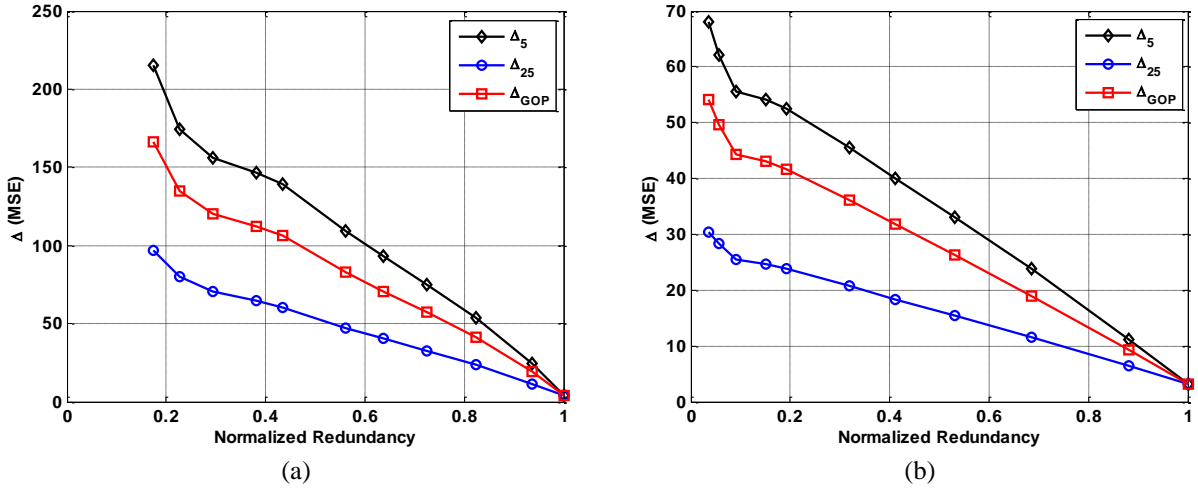 250
200
150
100
50
0
0
0.2
0.4
0.6
0.8
1
Δ (MSE)
Normalized Redundancy
Δ5
Δ25
ΔGOP
(a)
70
60
50
40
30
20
10
0
0
0.2
0.4
0.6
0.8
1
Δ (MSE)
Normalized Redundancy
Δ5
Δ25
ΔGOP
(b)